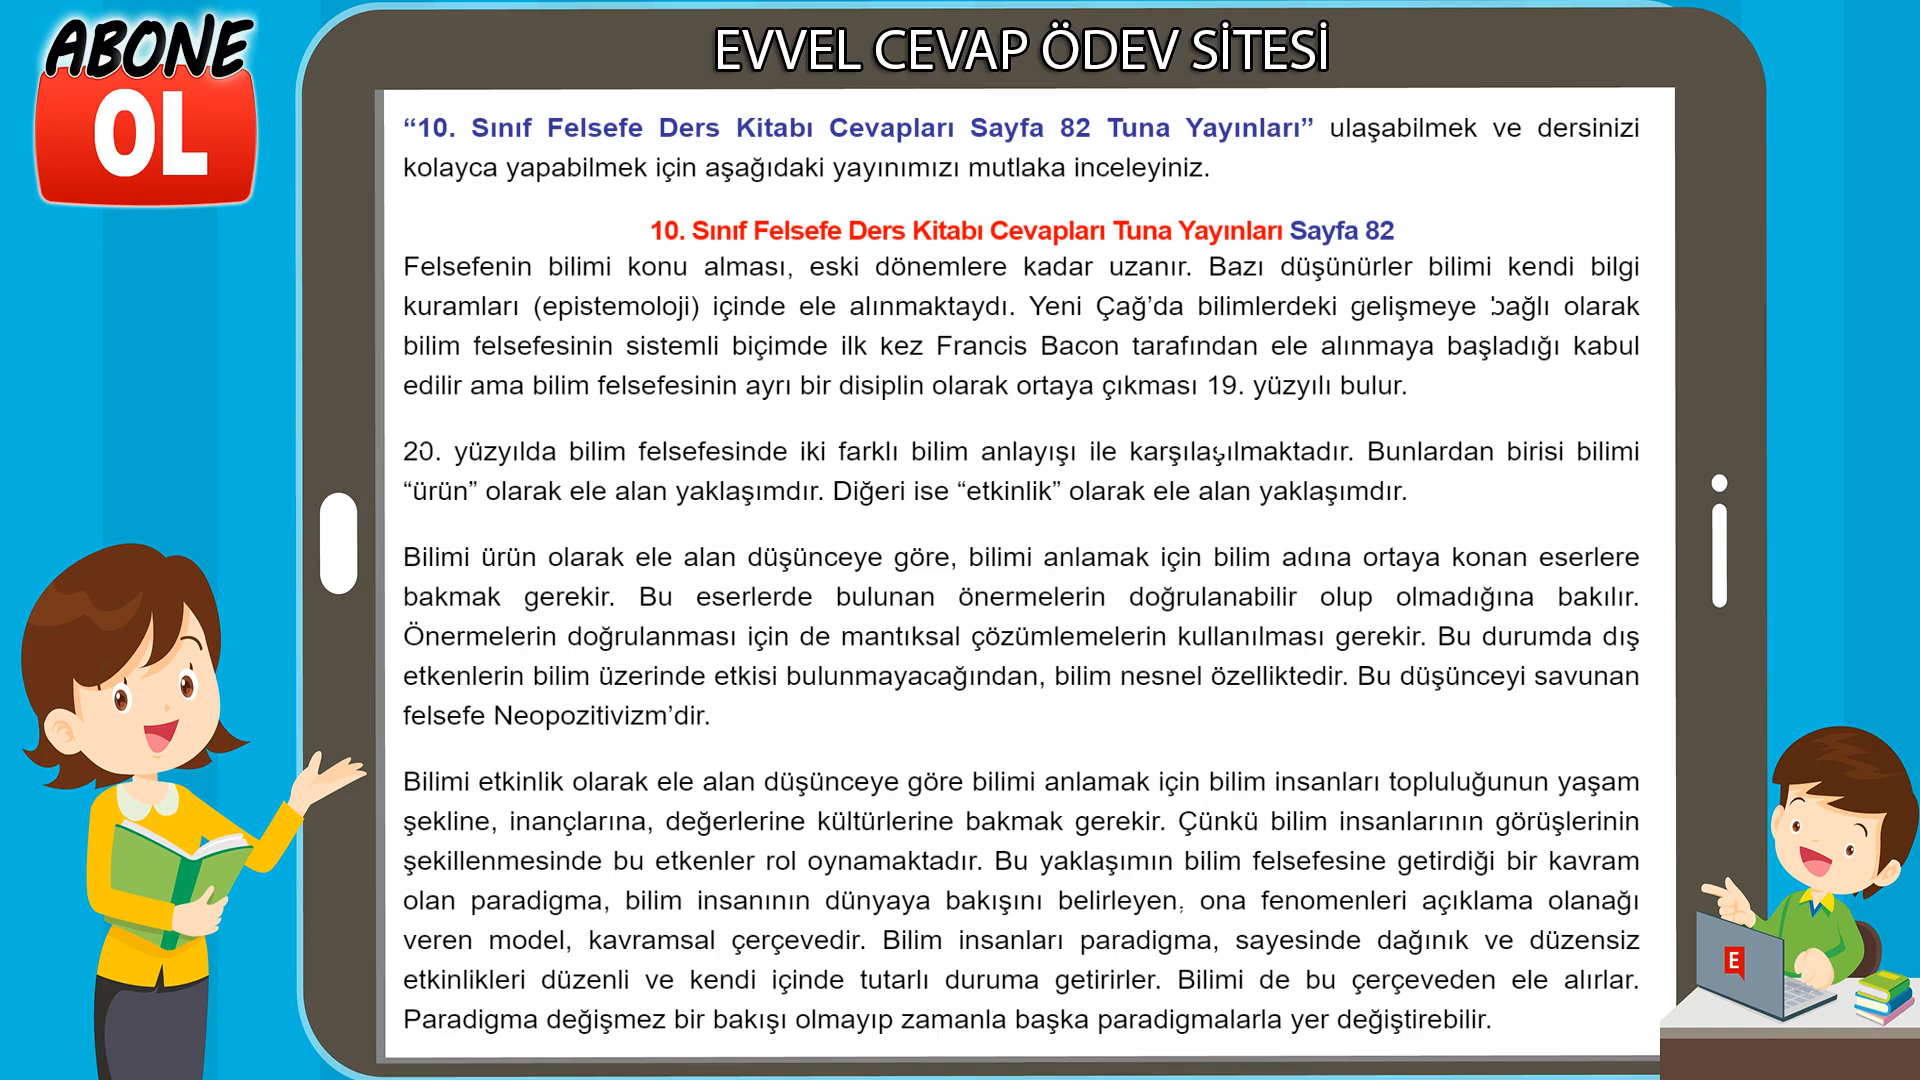 ABONE
OL
EVVEL CEVAP ÖDEV SİTESİ
“10. Sınıf Felsefe Ders Kitabı Cevapları Sayfa 82 Tuna Yayınları” ulaşabilmek ve dersinizi
kolayca yapabilmek için aşağıdaki yayınımızı mutlaka inceleyiniz.
10. Sınıf Felsefe Ders Kitabı Cevapları Tuna Yayınları Sayfa 82
Felsefenin bilimi konu alması, eski dönemlere kadar uzanır. Bazı düşünürler bilimi kendi bilgi
kuramları (epistemoloji) içinde ele alınmaktaydı. Yeni Çağ’da bilimlerdeki gelişmeye bağlı olarak
bilim felsefesinin sistemli biçimde ilk kez Francis Bacon tarafından ele alınmaya başladığı kabul
edilir ama bilim felsefesinin ayrı bir disiplin olarak ortaya çıkması 19. yüzyılı bulur.
20. yüzyılda bilim felsefesinde iki farklı bilim anlayışı ile karşılaşılmaktadır. Bunlardan birisi bilimi
“ürün” olarak ele alan yaklaşımdır. Diğeri ise “etkinlik” olarak ele alan yaklaşımdır.
Bilimi ürün olarak ele alan düşünceye göre, bilimi anlamak için bilim adına ortaya konan eserlere
bakmak gerekir. Bu eserlerde bulunan önermelerin doğrulanabilir olup olmadığına bakılır.
Önermelerin doğrulanması için de mantıksal çözümlemelerin kullanılması gerekir. Bu durumda dış
etkenlerin bilim üzerinde etkisi bulunmayacağından, bilim nesnel özelliktedir. Bu düşünceyi savunan
felsefe Neopozitivizm’dir.
Bilimi etkinlik olarak ele alan düşünceye göre bilimi anlamak için bilim insanları topluluğunun yaşam
şekline, inançlarına, değerlerine kültürlerine bakmak gerekir. Çünkü bilim insanlarının görüşlerinin
şekillenmesinde bu etkenler rol oynamaktadır. Bu yaklaşımın bilim felsefesine getirdiği bir kavram
olan paradigma, bilim insanının dünyaya bakışını belirleyen, ona fenomenleri açıklama olanağı
veren model, kavramsal çerçevedir. Bilim insanları paradigma, sayesinde dağınık ve düzensiz
etkinlikleri düzenli ve kendi içinde tutarlı duruma getirirler. Bilimi de bu çerçeveden ele alırlar.
Paradigma değişmez bir bakışı olmayıp zamanla başka paradigmalarla yer değiştirebilir.
E